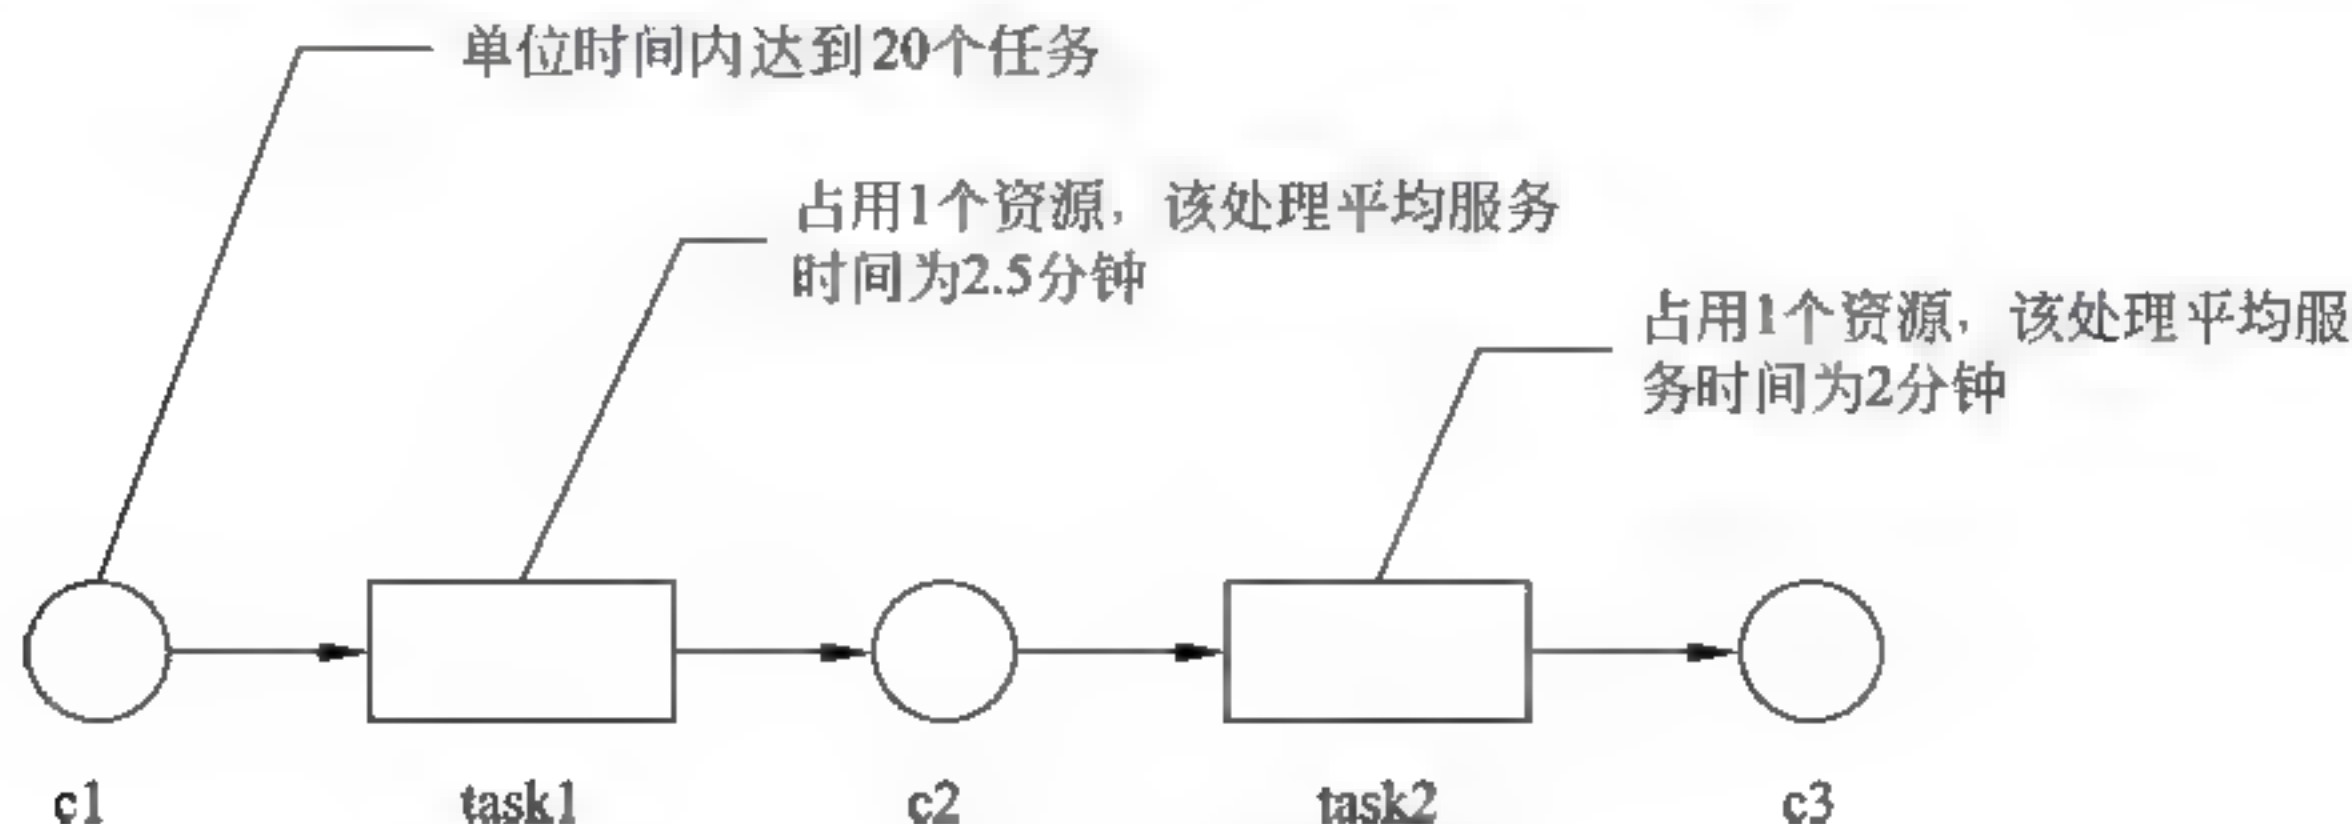 单位时间内达到20个任务
占用1个资源，该处理平均服务
时间为2.5分钟
占用1个资源，该处理平均服
务时间为2分钟
c1 task1 c2 task2 c3